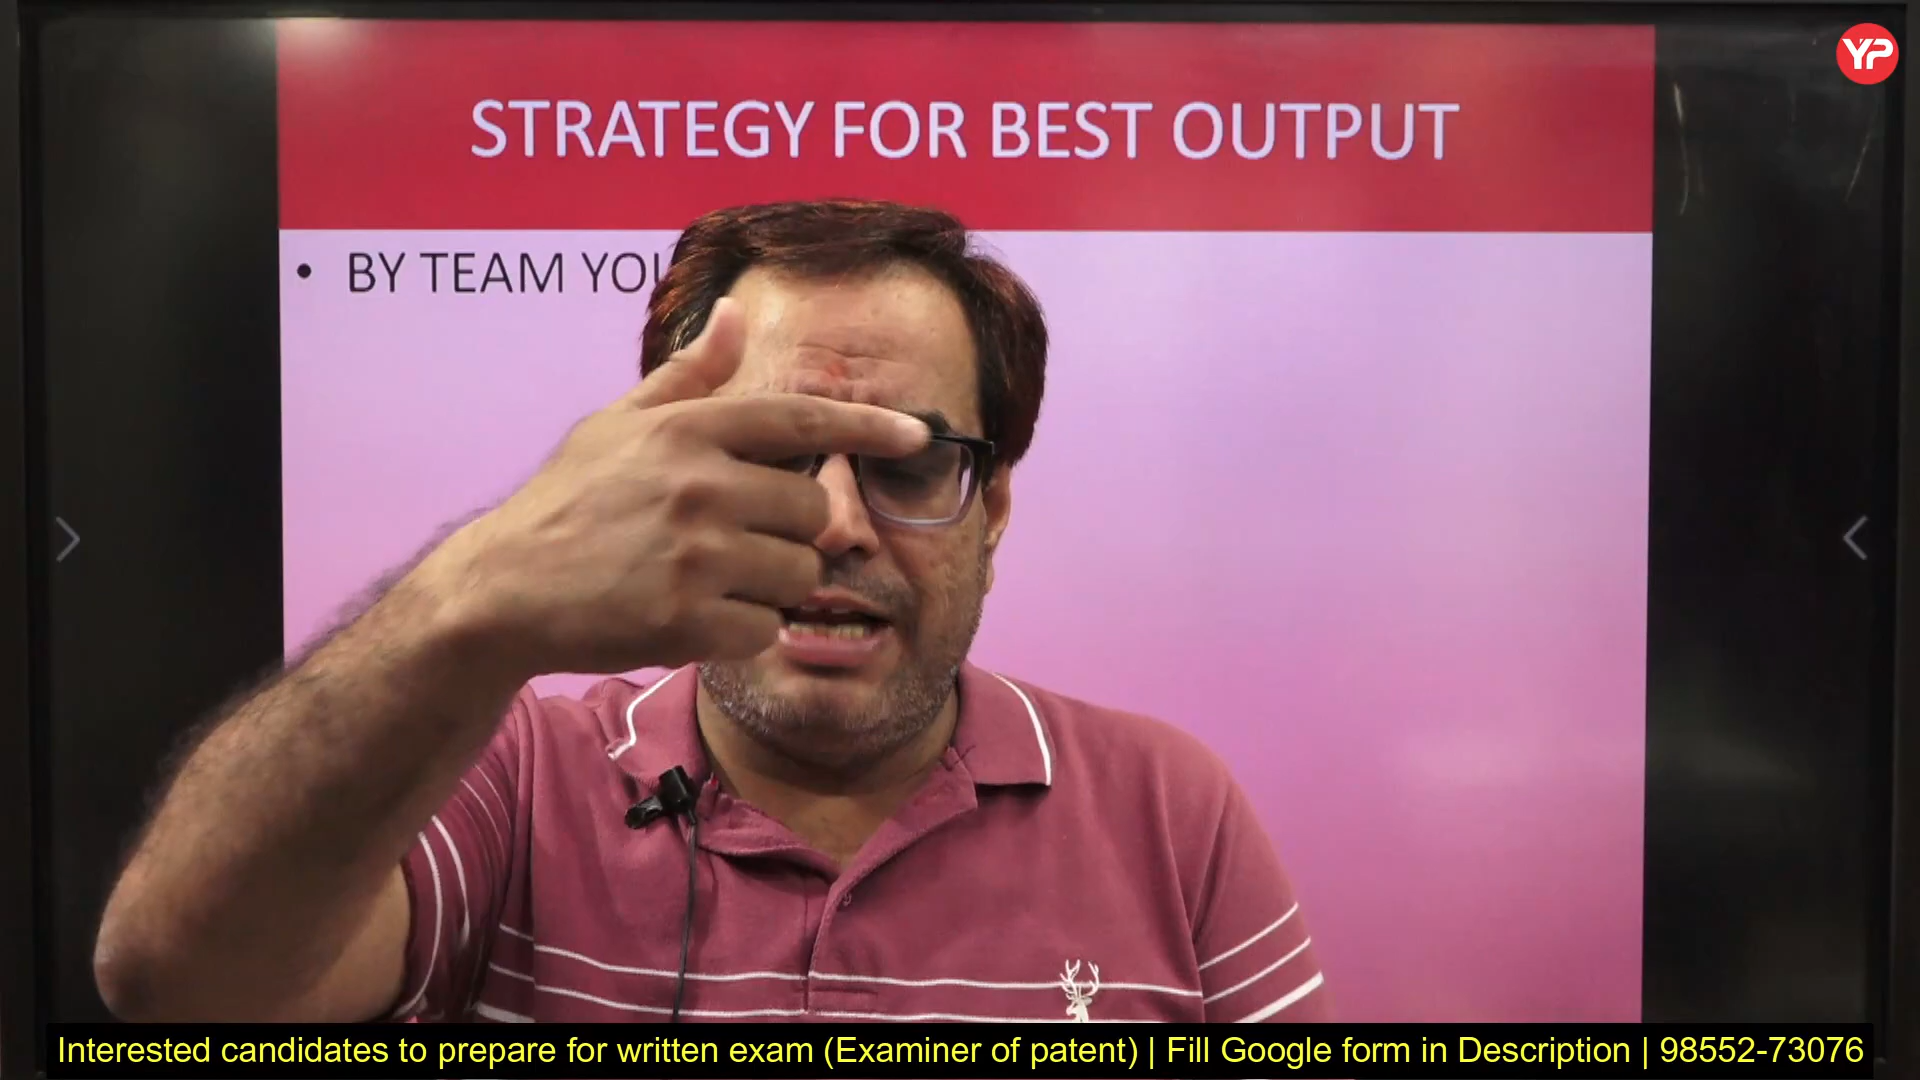 YP
STRATEGY FOR BEST OUTPUT
• BY TEAM
Interested candidates to prepare for written exam (Examiner of patent) | Fill Google form in Description | 98552-73076